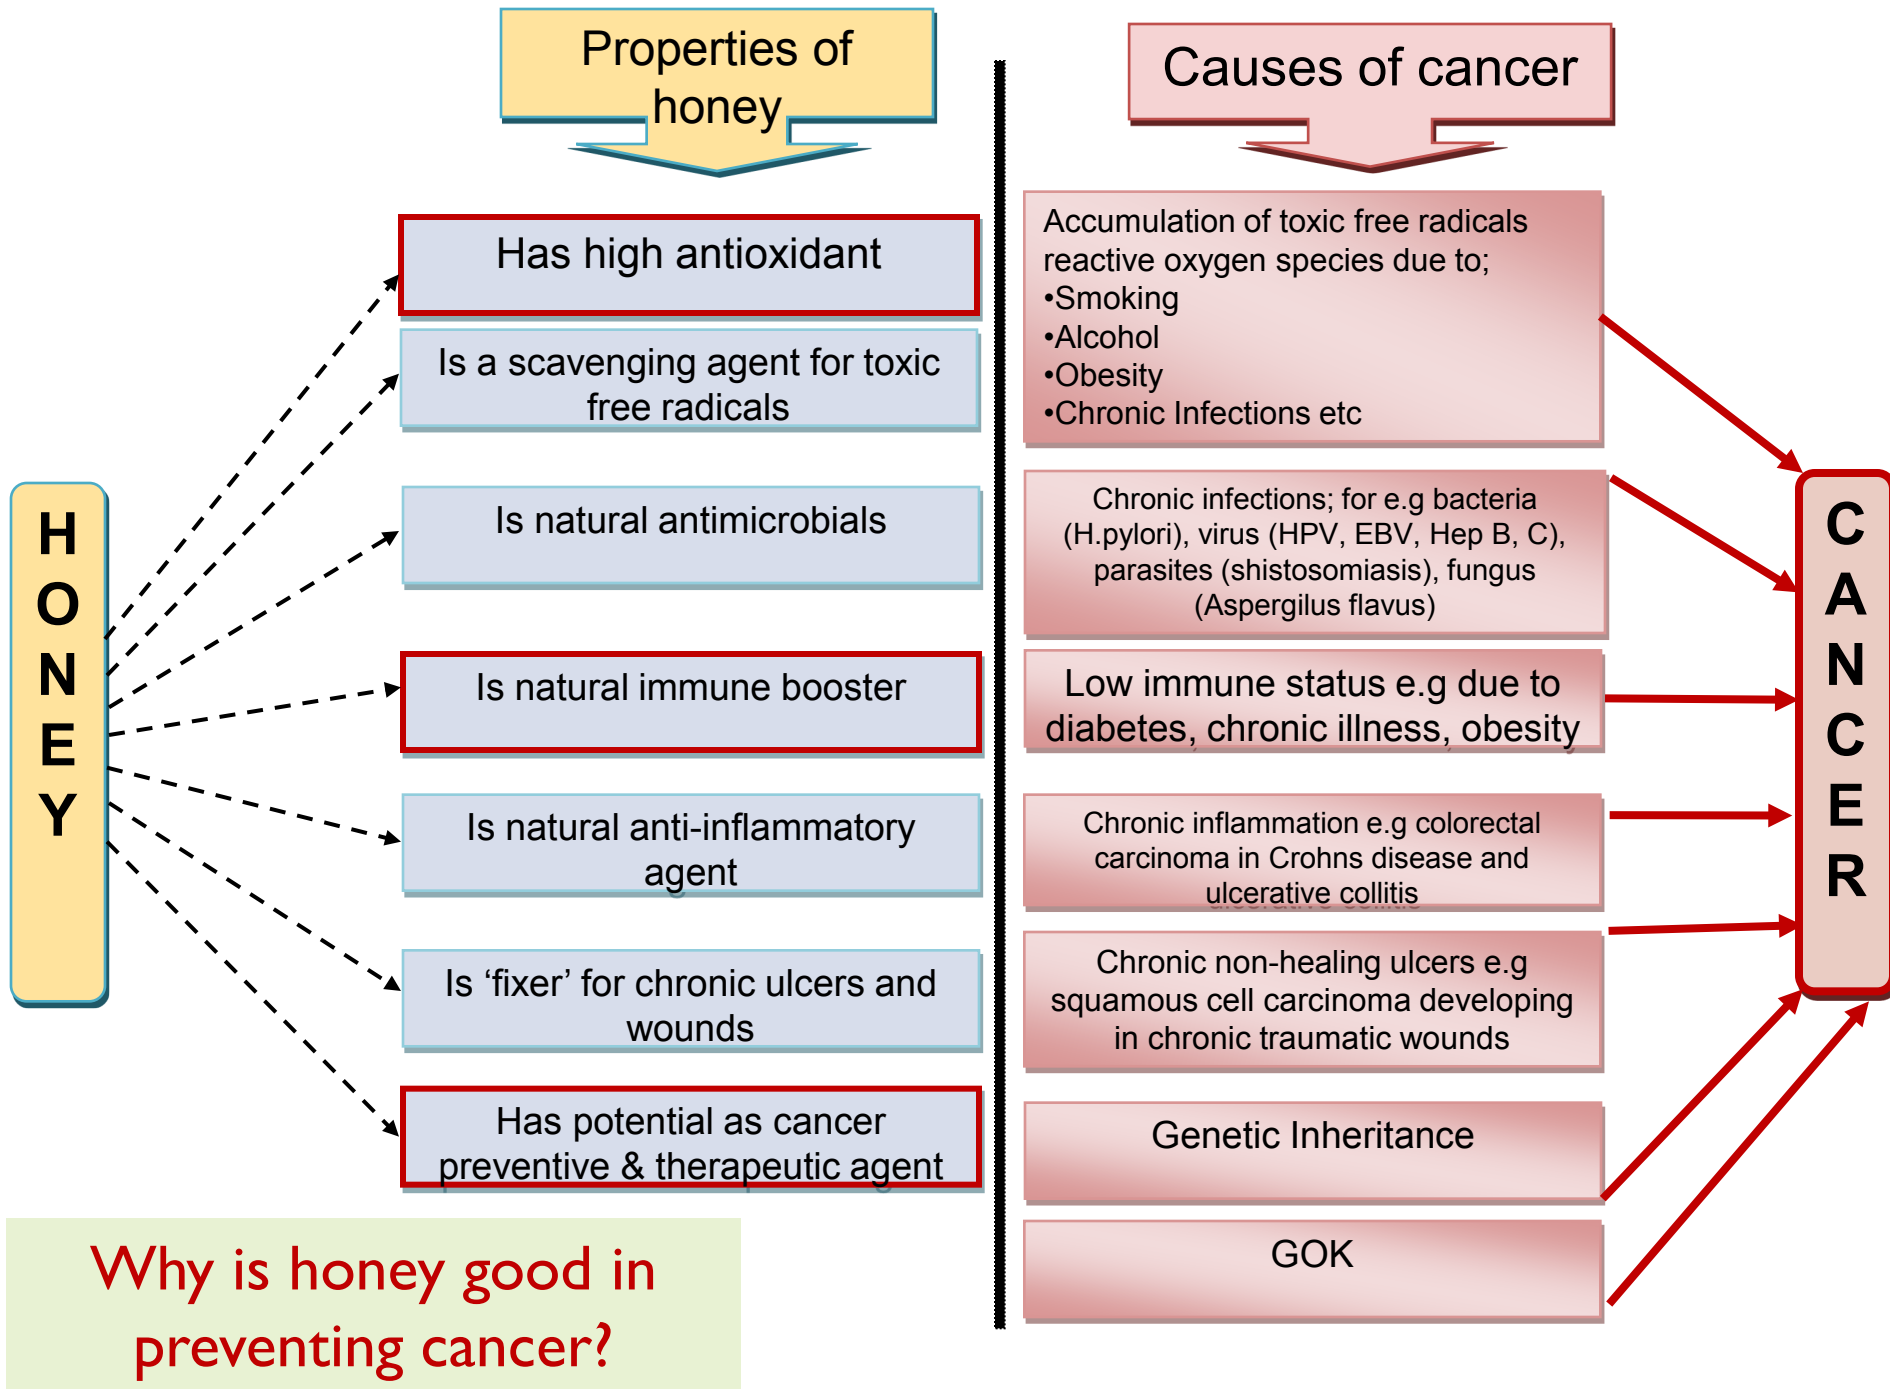 Properties of
honey
Causes of cancer
H
O
N
E
Y
Has high antioxidant
Is a scavenging agent for toxic
free radicals
Is natural antimicrobials
Is natural immune booster
Is natural anti-inflammatory
agent
Is ‘fixer’ for chronic ulcers and
wounds
Has potential as cancer
preventive & therapeutic agent
Accumulation of toxic free radicals
reactive oxygen species due to;
•Smoking
•Alcohol
•Obesity
•Chronic Infections etc
Chronic infections; for e.g bacteria
(H.pylori), virus (HPV, EBV, Hep B, C),
parasites (shistosomiasis), fungus
(Aspergilus flavus)
Low immune status e.g due to
diabetes, chronic illness, obesity
Chronic inflammation e.g colorectal
carcinoma in Crohns disease and
ulcerative collitis
Chronic non-healing ulcers e.g
squamous cell carcinoma developing
in chronic traumatic wounds
Genetic Inheritance
GOK
C
A
N
C
E
R
Why is honey good in
preventing cancer?